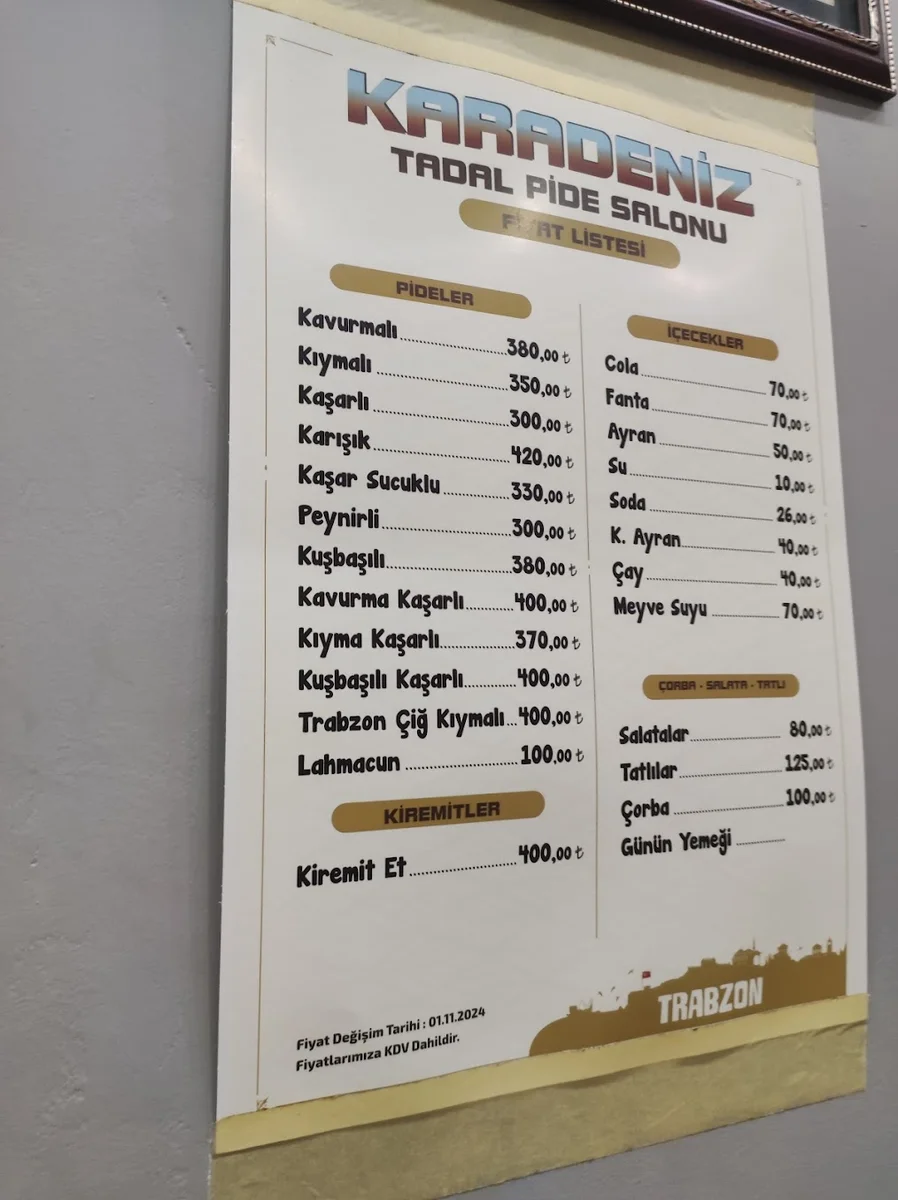 KARADENİZ
TADAL PİDE SALONU
FİYAT LİSTESİ
PİDELER
Kavurmalı 380,00 ₺
Kıymalı 350,00 ₺
Kaşarlı 300,00 ₺
Karışık 420,00 ₺
Kaşar Sucuklu 330,00 ₺
Peynirli 300,00 ₺
Kuşbaşılı 380,00 ₺
Kavurma Kaşarlı 400,00 ₺
Kıyma Kaşarlı 370,00 ₺
Kuşbaşılı Kaşarlı 400,00 ₺
Trabzon Çiğ Kıymalı 400,00 ₺
Lahmacun 100,00 ₺
KİREMİTLER
Kiremit Et 400,00 ₺
İÇECEKLER
Cola 70,00 ₺
Fanta 70,00 ₺
Ayran 50,00 ₺
Su 10,00 ₺
Soda 26,00 ₺
K. Ayran 40,00 ₺
Çay 40,00 ₺
Meyve Suyu 70,00 ₺
ÇORBA - SALATA - TATLI
Salatalar 80,00 ₺
Tatlılar 125,00 ₺
Çorba 100,00 ₺
Günün Yemeği
TRABZON
Fiyat Değişim Tarihi : 01.11.2024
Fiyatlarımıza KDV Dahildir.